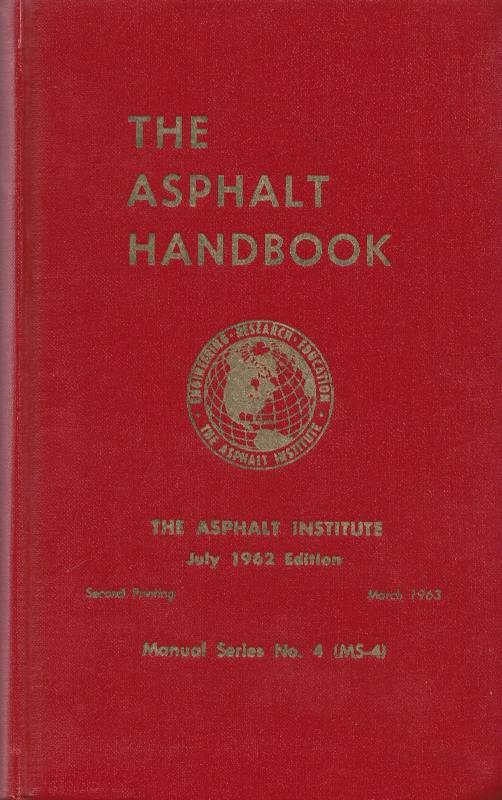 THE
ASPHALT
HANDBOOK
ENGINEERING · RESEARCH · EDUCATION
· THE ASPHALT INSTITUTE ·
THE ASPHALT INSTITUTE
July 1962 Edition
Second Printing March 1963
Manual Series No. 4 (MS-4)